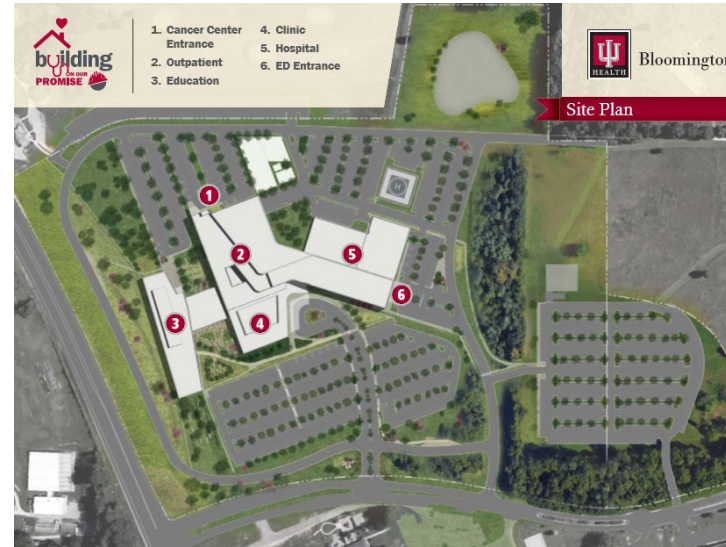 building
ON OUR
PROMISE
1. Cancer Center
Entrance
2. Outpatient
3. Education
4. Clinic
5. Hospital
6. ED Entrance
HEALTH
Bloomington
Site Plan
H
1
2
5
6
3
4